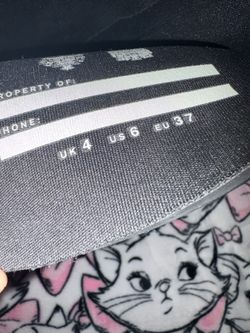 PROPERTY OF:
PHONE:
UK 4 US 6 EU 37